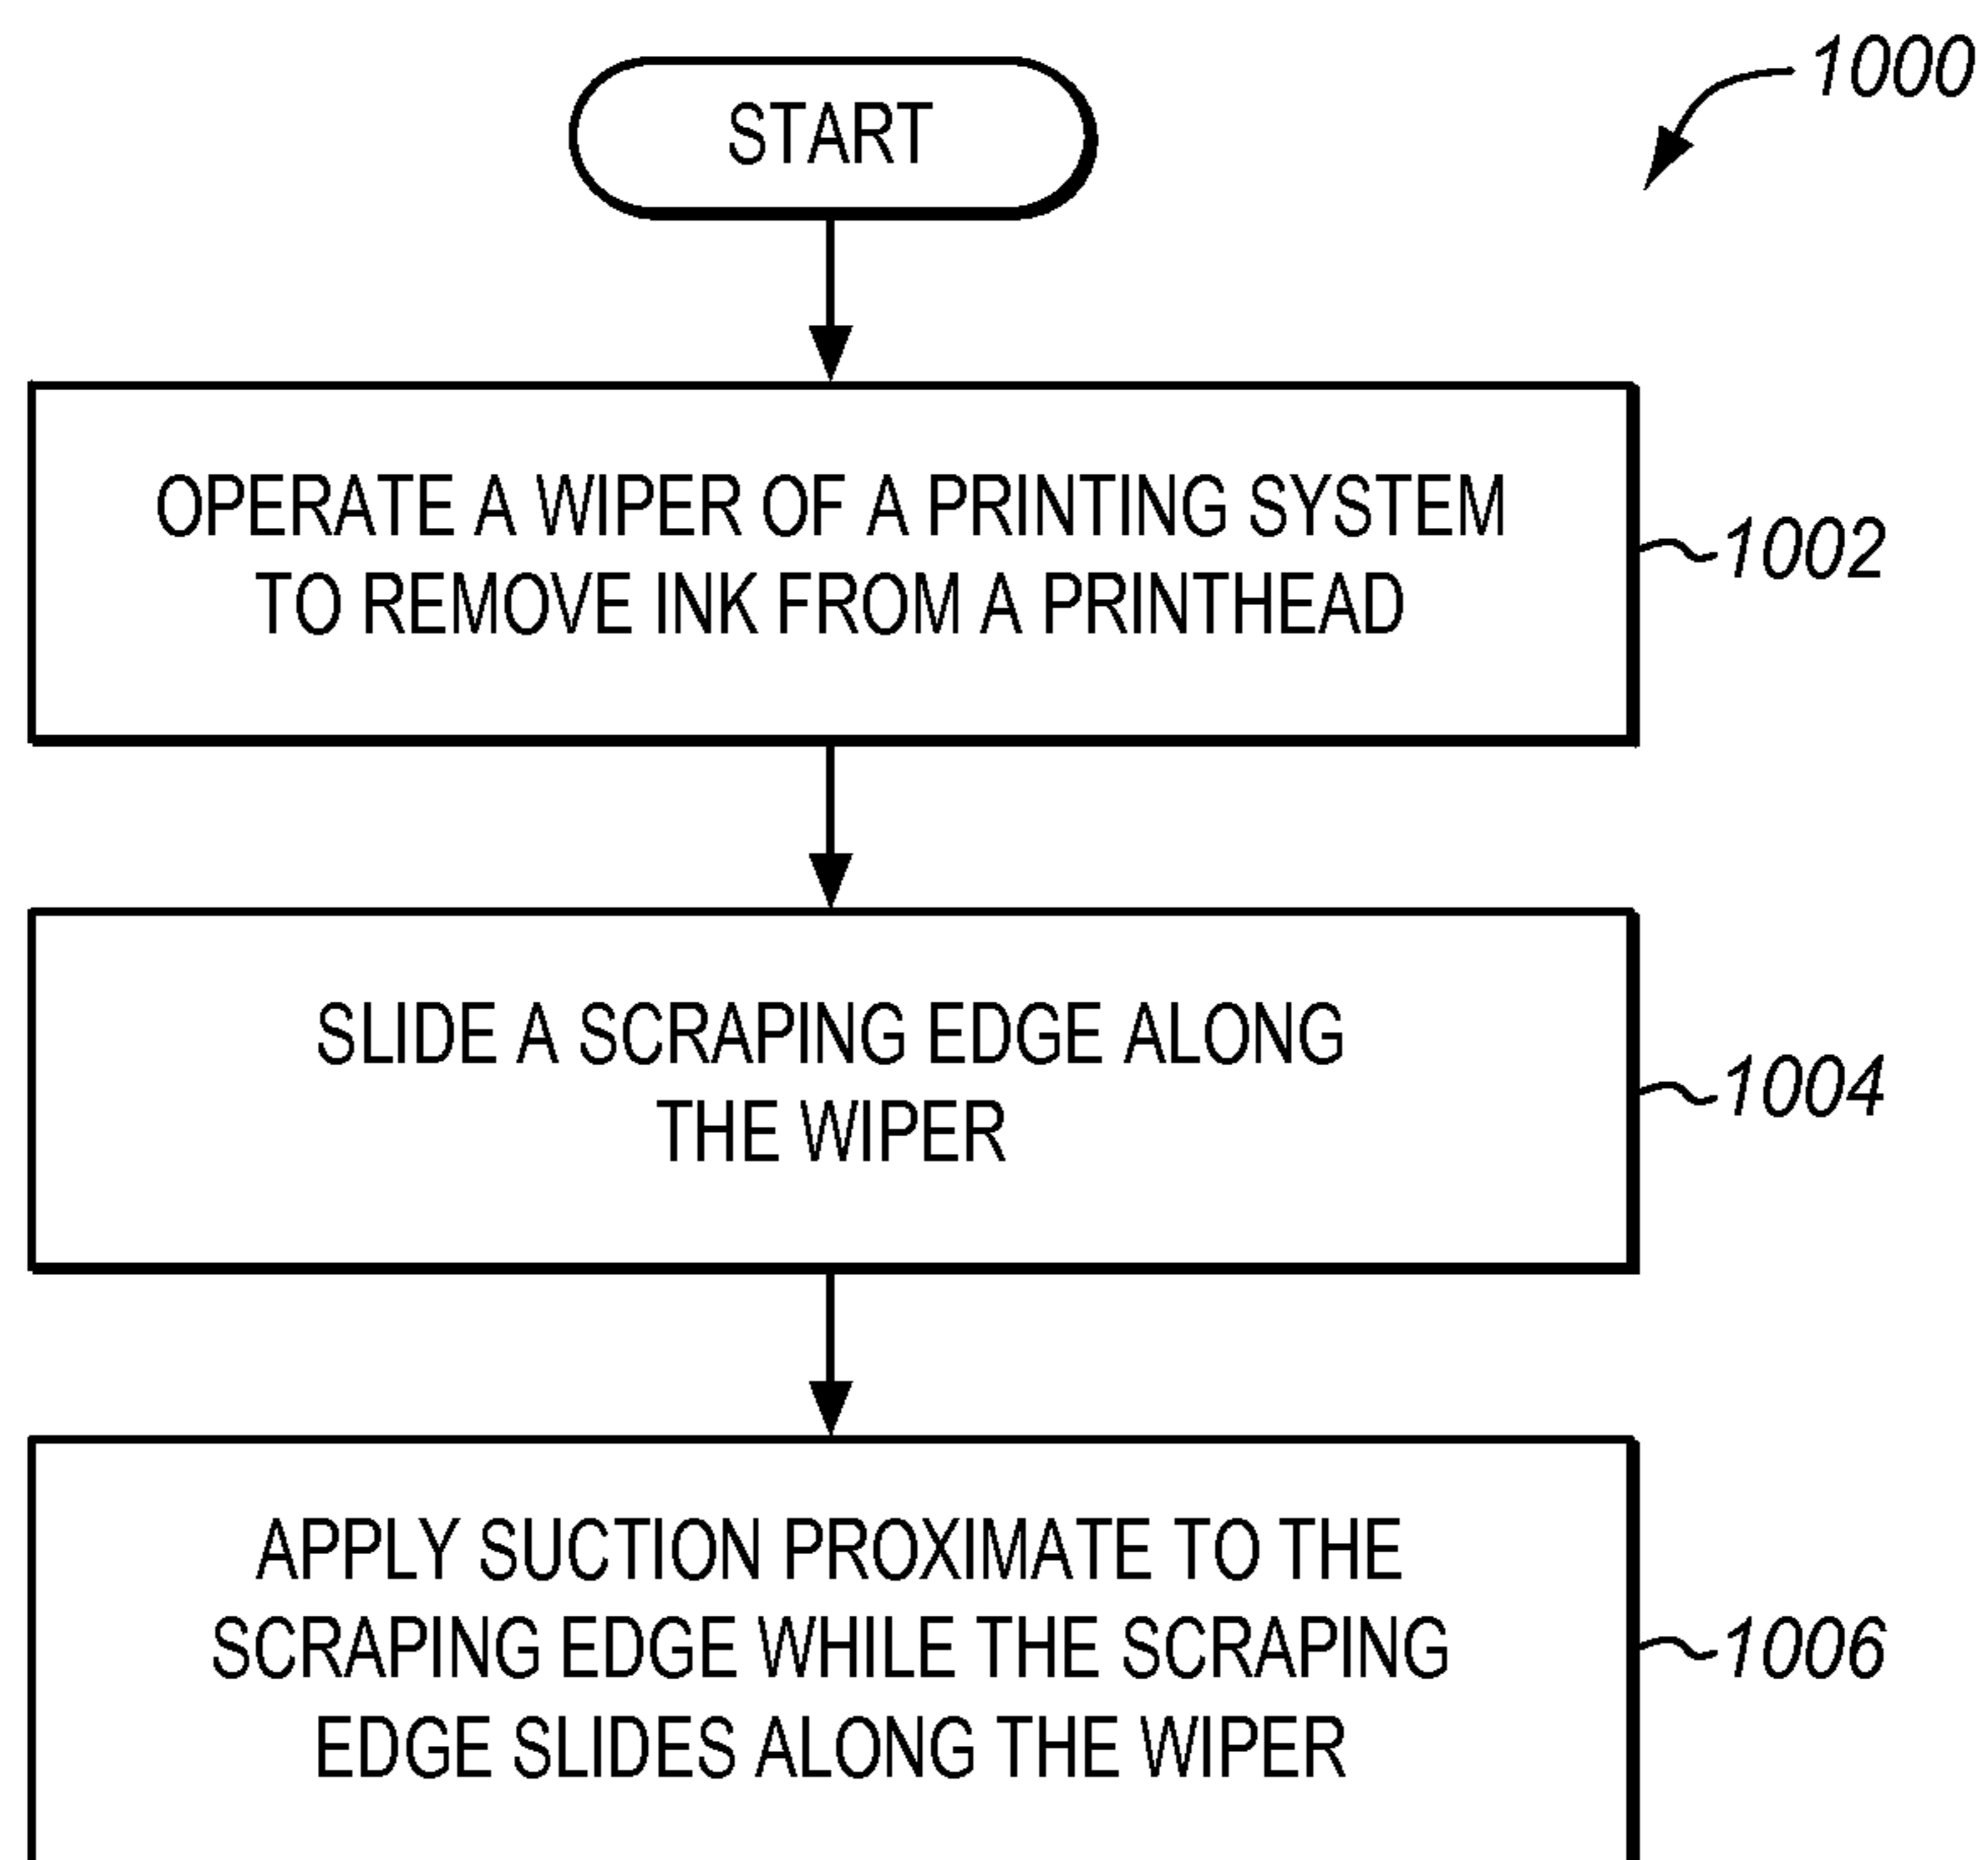 1000
START
OPERATE A WIPER OF A PRINTING SYSTEM
TO REMOVE INK FROM A PRINTHEAD
1002
SLIDE A SCRAPING EDGE ALONG
THE WIPER
1004
APPLY SUCTION PROXIMATE TO THE
SCRAPING EDGE WHILE THE SCRAPING
EDGE SLIDES ALONG THE WIPER
1006